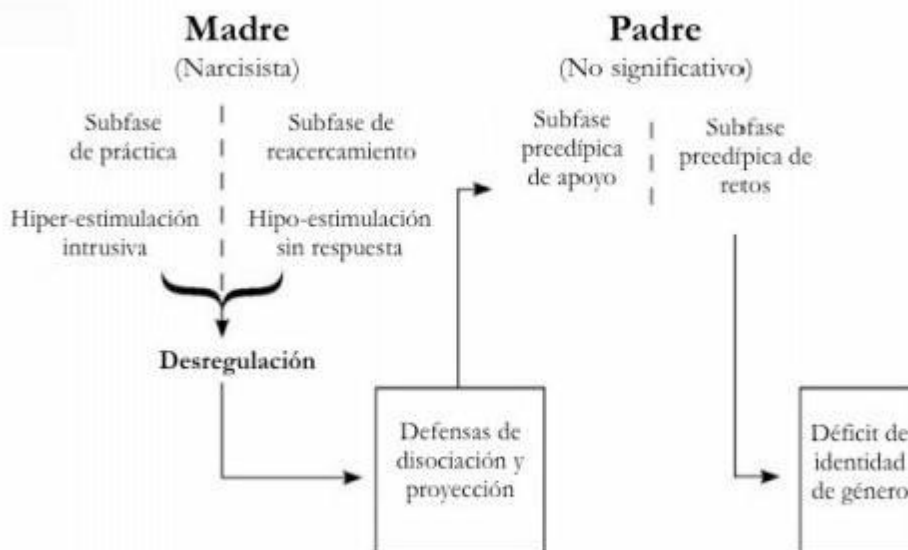 Madre
(Narcisista)
Subfase
de práctica
Subfase de
reacercamiento
Hiper-estimulación
intrusiva
Hipo-estimulación
sin respuesta
Desregulación
Defensas de
disociación y
proyección
Padre
(No significativo)
Subfase
preedípica
de apoyo
Subfase
preedípica de
retos
Déficit de
identidad
de género